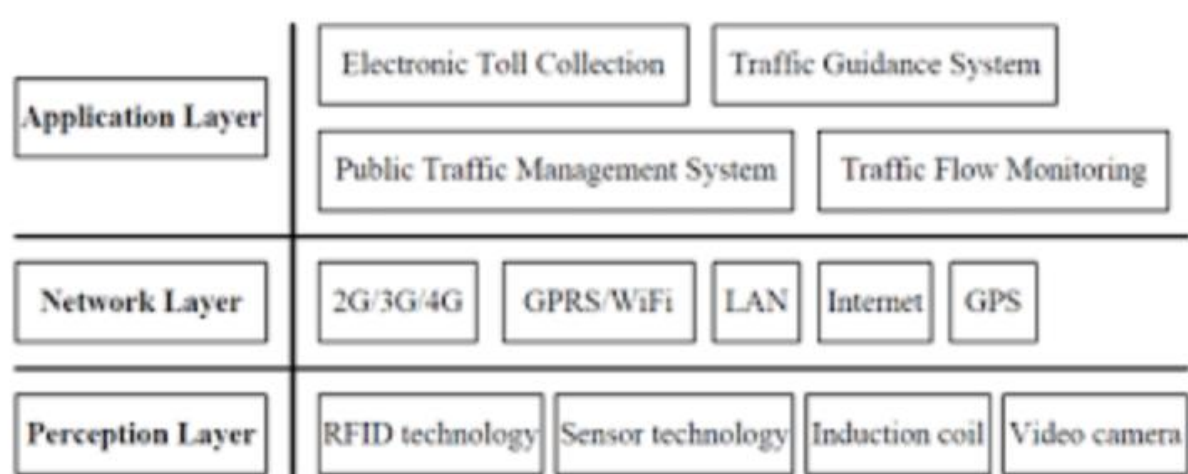 Electronic Toll Collection Traffic Guidance System
Application Layer
Public Traffic Management System Traffic Flow Monitoring
Network Layer 2G/3G/4G GPRS/WiFi LAN Internet GPS
Perception Layer RFID technology Sensor technology Induction coil Video camera